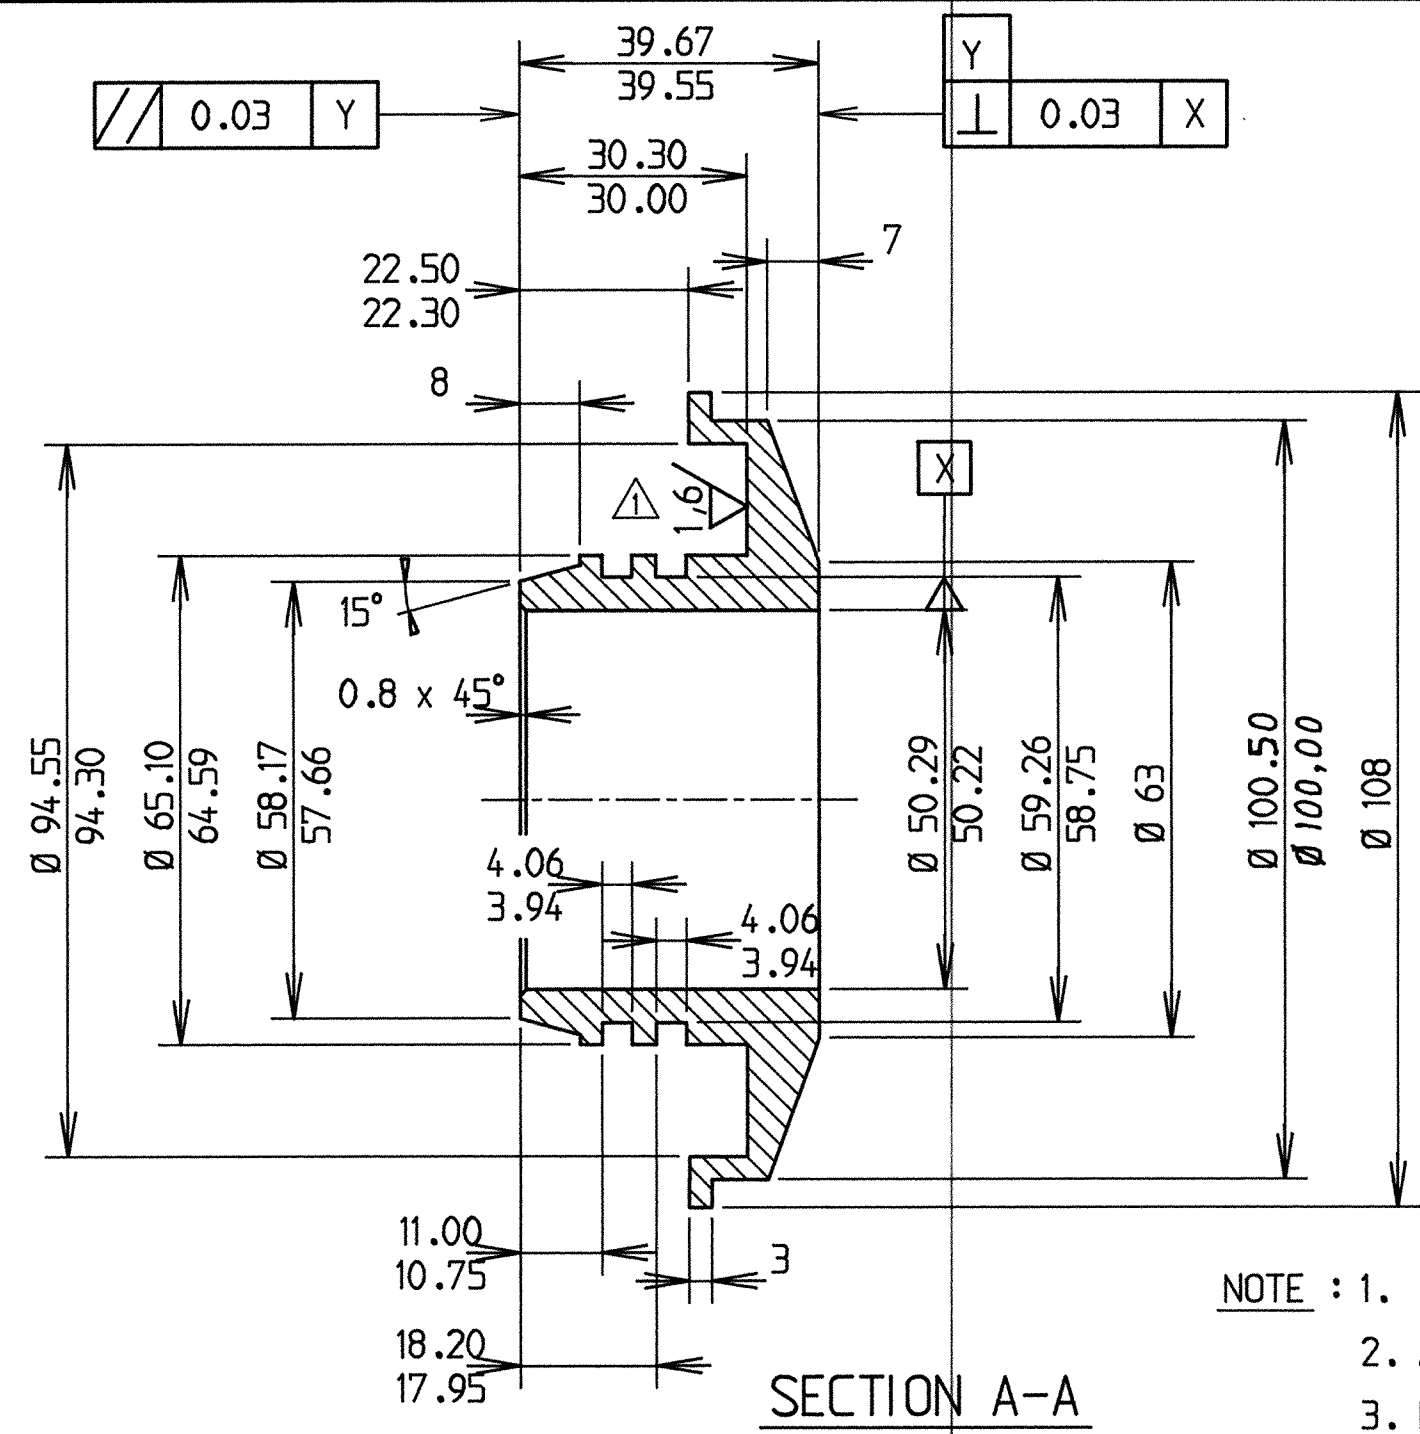 39.67
39.55
// 0.03 Y
Y
⊥ 0.03 X
30.30
30.00
7
22.50
22.30
8
X
1
1,6
15°
0.8 x 45°
Ø 94.55
94.30
Ø 65.10
64.59
Ø 58.17
57.66
Ø 50.29
50.22
Ø 59.26
58.75
Ø 63
Ø 100.50
Ø 100,00
Ø 108
4.06
3.94
4.06
3.94
11.00
10.75
3
18.20
17.95
NOTE : 1.
2.
3.
SECTION A-A